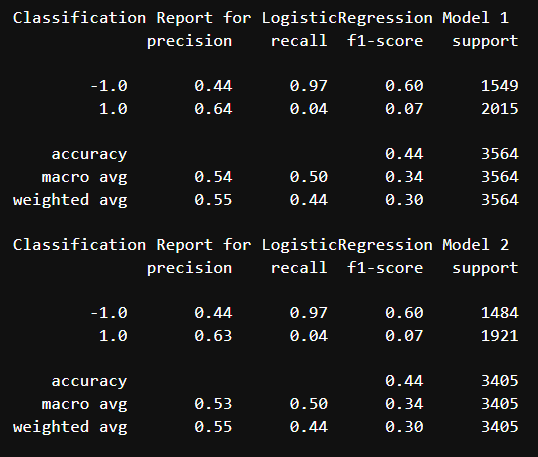 Classification Report for LogisticRegression Model 1
precision recall f1-score support
-1.0 0.44 0.97 0.60 1549
1.0 0.64 0.04 0.07 2015
accuracy 0.44 3564
macro avg 0.54 0.50 0.34 3564
weighted avg 0.55 0.44 0.30 3564
Classification Report for LogisticRegression Model 2
precision recall f1-score support
-1.0 0.44 0.97 0.60 1484
1.0 0.63 0.04 0.07 1921
accuracy 0.44 3405
macro avg 0.53 0.50 0.34 3405
weighted avg 0.55 0.44 0.30 3405